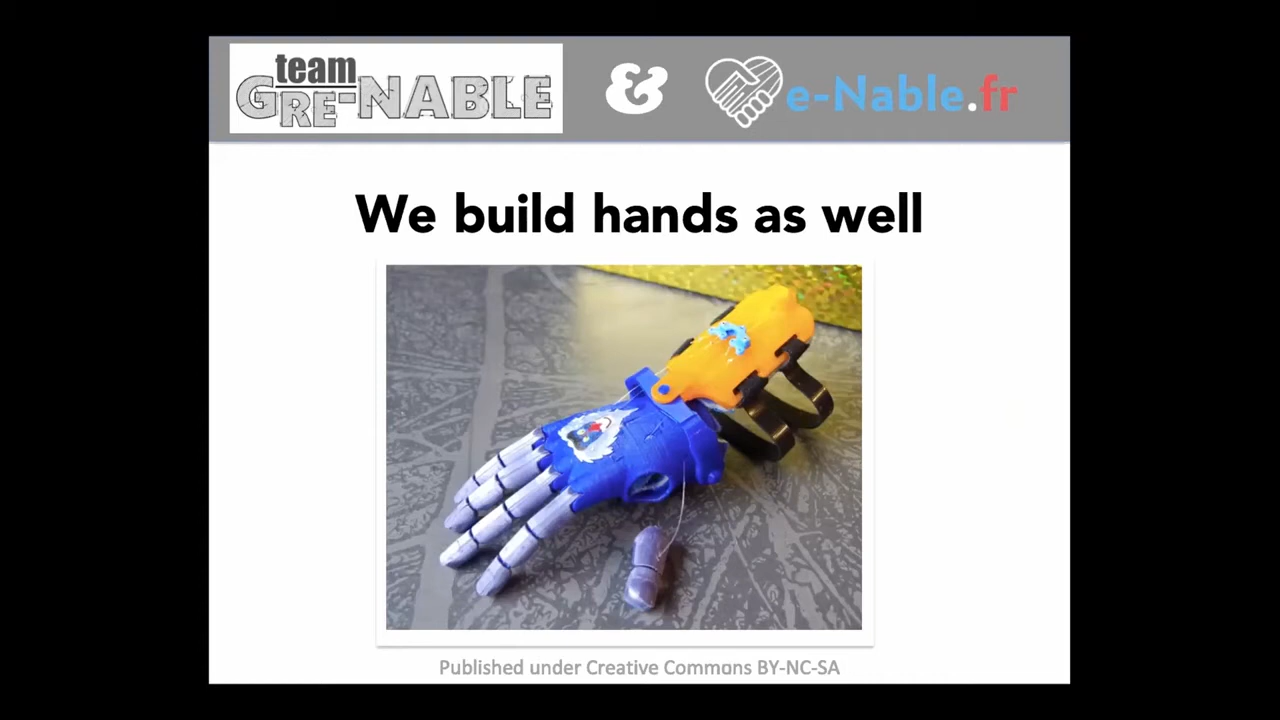 team
GRE-NABLE
&
e-Nable.fr
We build hands as well
Published under Creative Commons BY-NC-SA